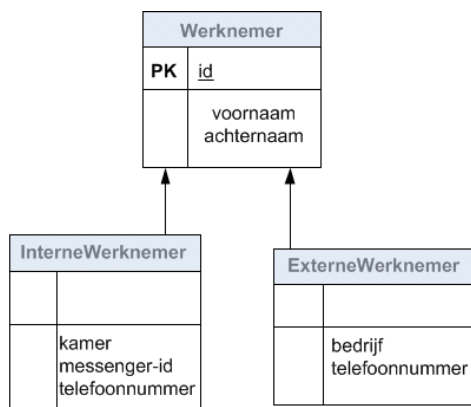 Werknemer
PK id
voornaam
achternaam
InterneWerknemer
kamer
messenger-id
telefoonnummer
ExterneWerknemer
bedrijf
telefoonnummer